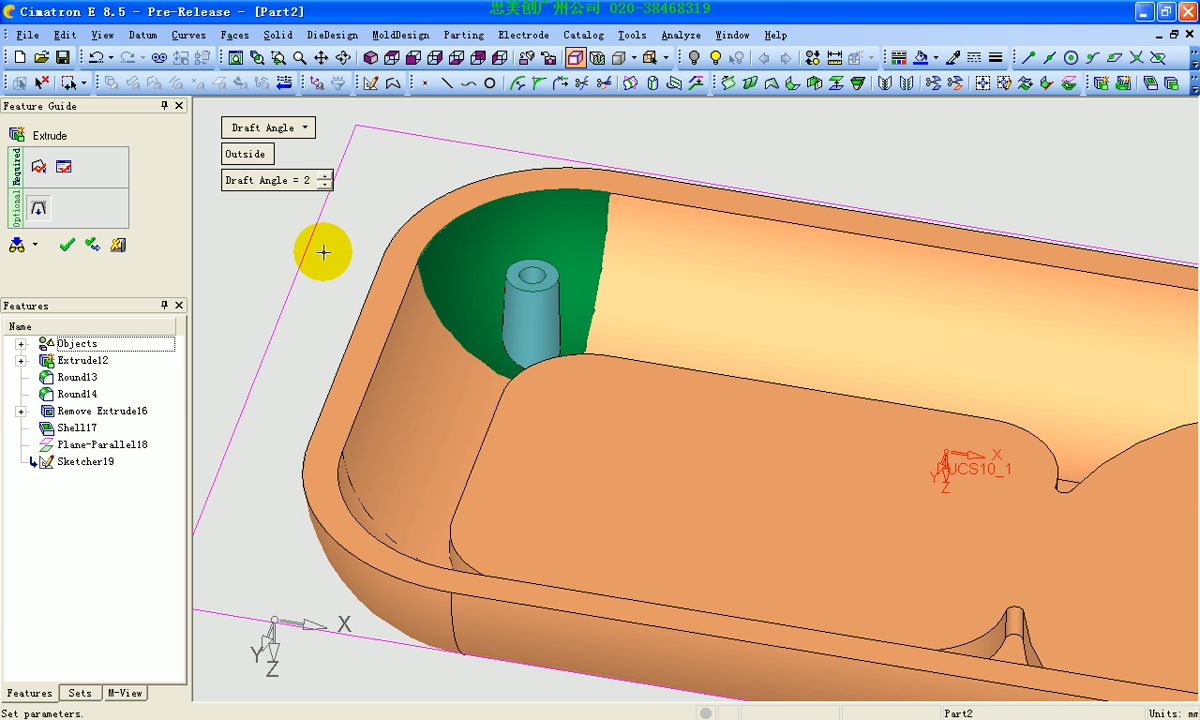 Cimatron E 8.5 - Pre-Release - [Part2]
思美创广州公司 020-38468319
File Edit View Datum Curves Faces Solid DieDesign MoldDesign Parting Electrode Catalog Tools Analyze Window Help
Feature Guide
Extrude
Required
Optional
Draft Angle
Outside
Draft Angle = 2
Features
Name
Objects
Extrude12
Round13
Round14
Remove Extrude16
Shell17
Plane-Parallel18
Sketcher19
X
Y
UCS10_1
Z
X
Y
Z
Features Sets M-View
Set parameters.
Part2
Units: mm